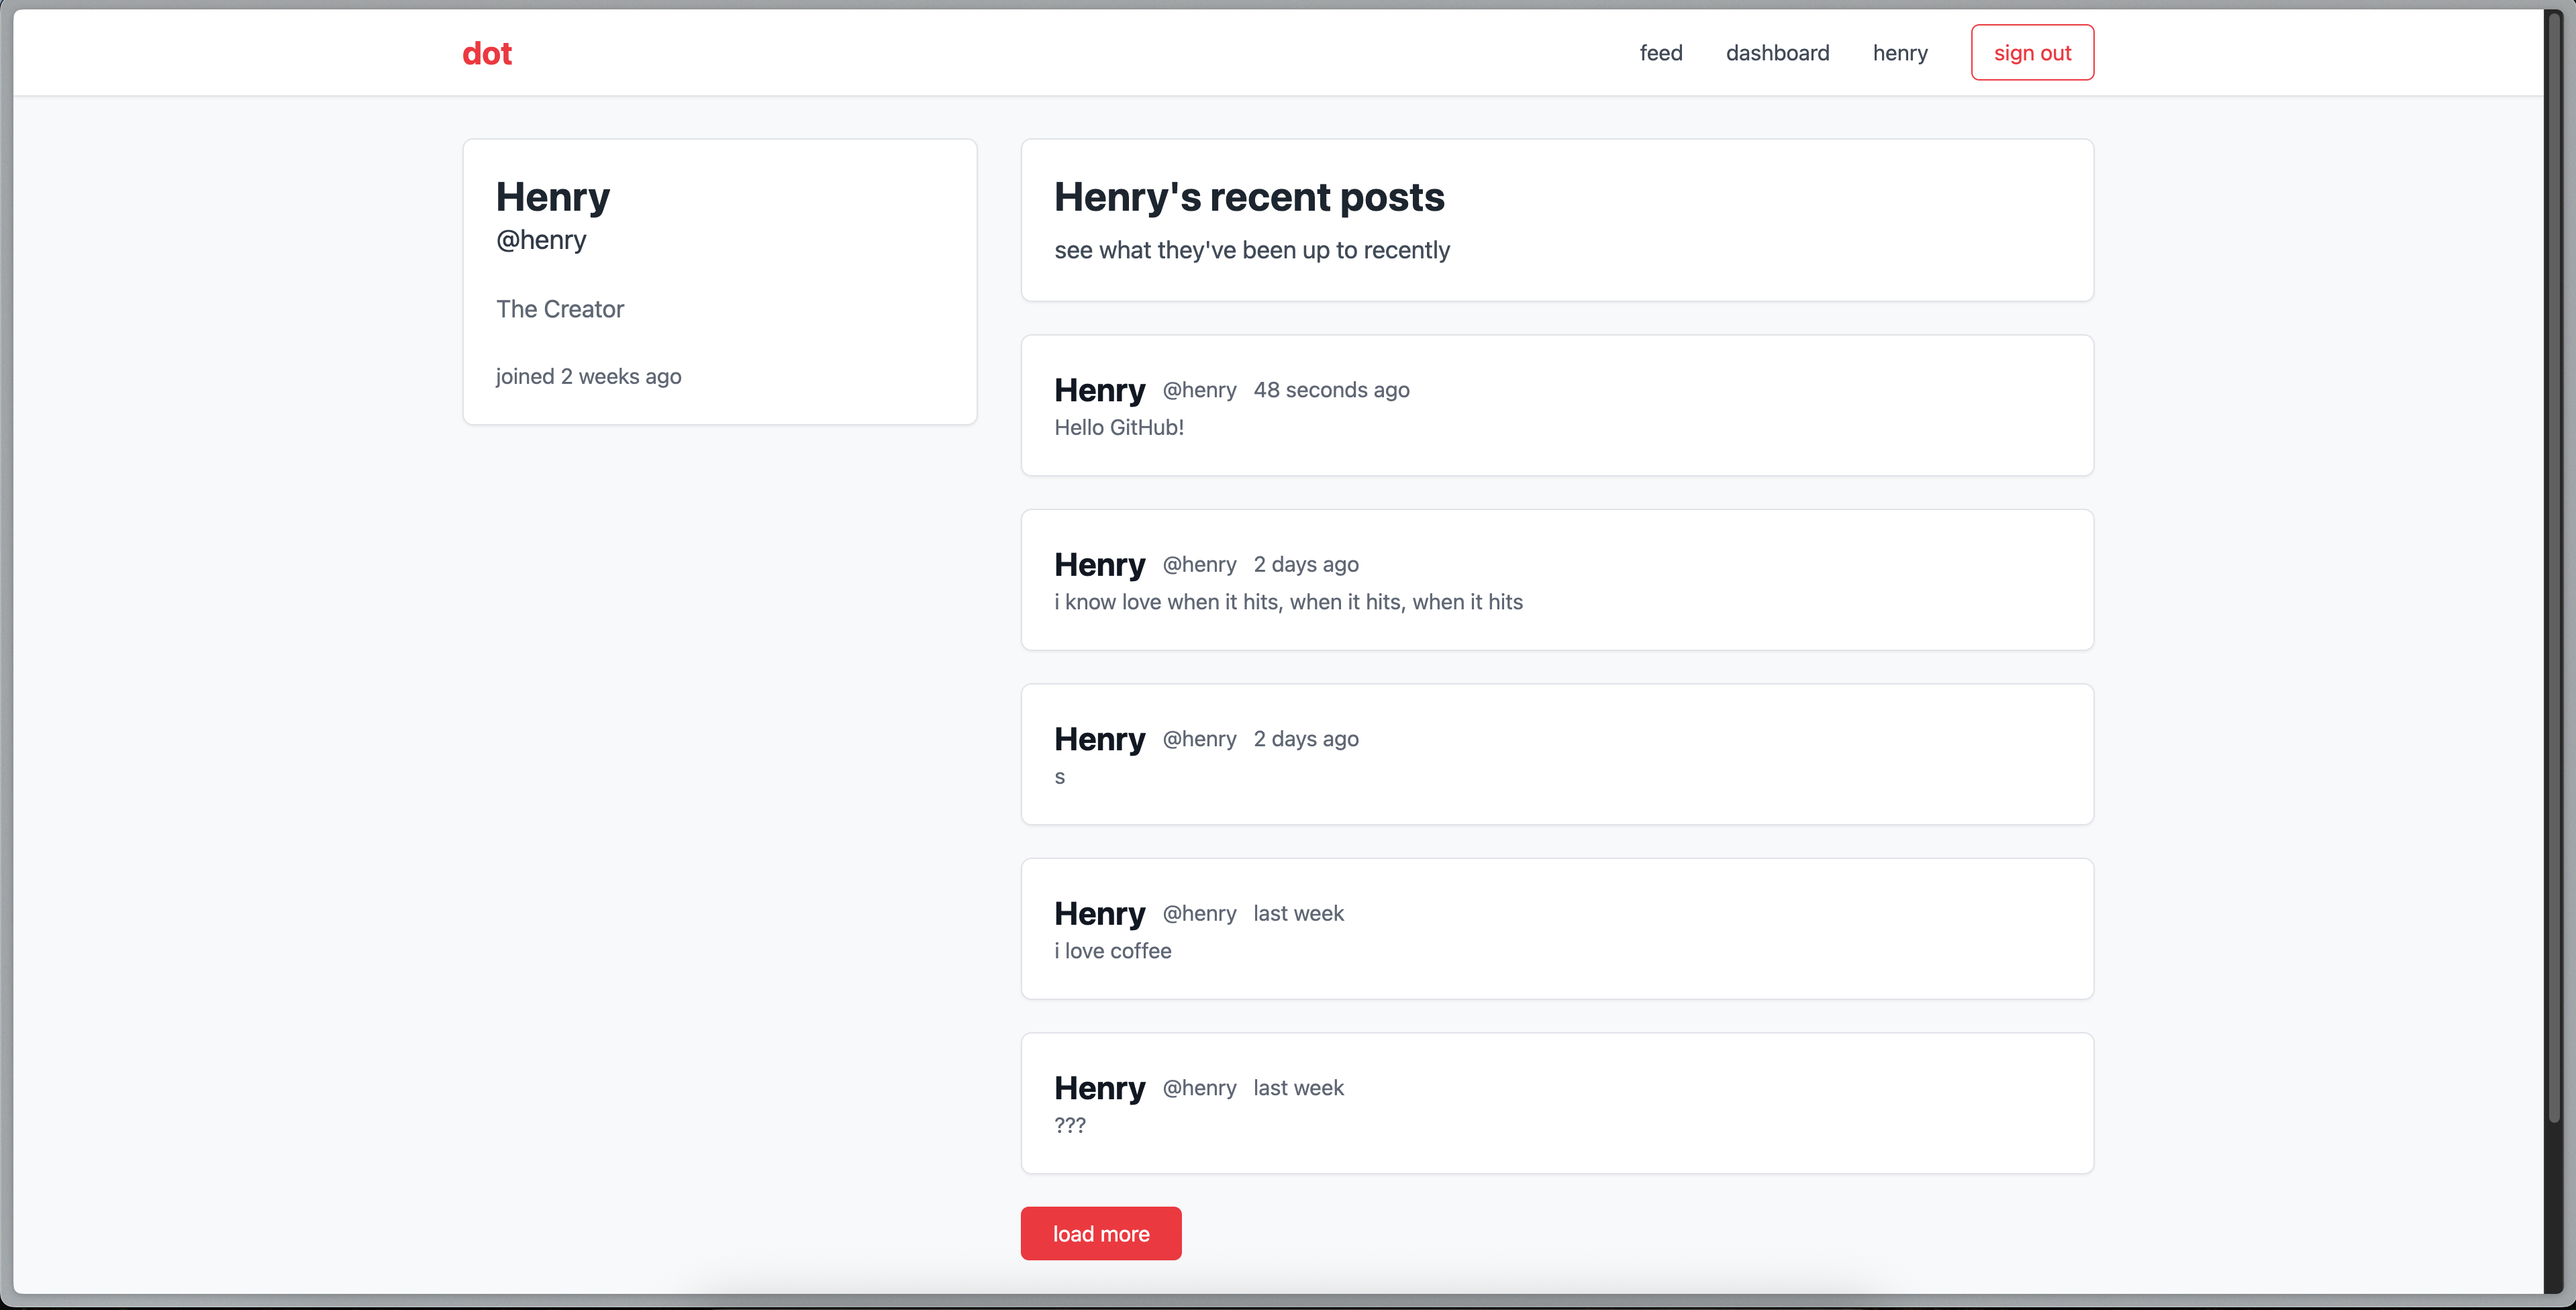 dot
feed dashboard henry sign out
Henry
@henry
The Creator
joined 2 weeks ago
Henry's recent posts
see what they've been up to recently
Henry @henry 48 seconds ago
Hello GitHub!
Henry @henry 2 days ago
i know love when it hits, when it hits, when it hits
Henry @henry 2 days ago
s
Henry @henry last week
i love coffee
Henry @henry last week
???
load more